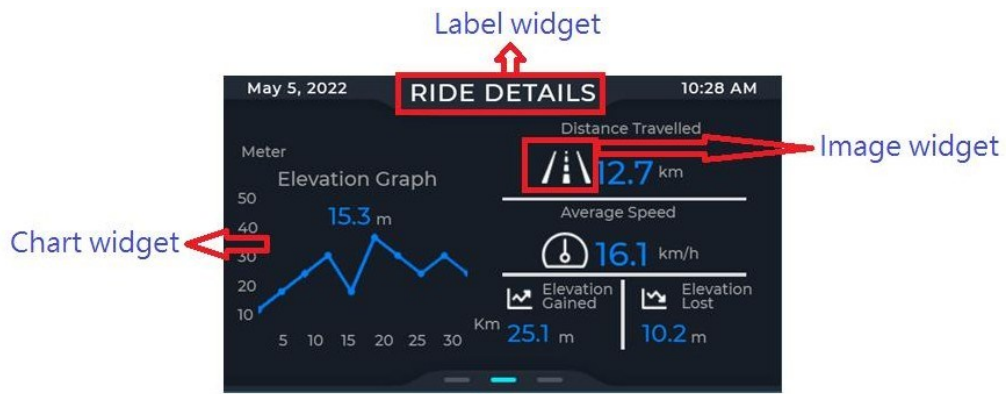 Label widget
May 5, 2022
RIDE DETAILS
10:28 AM
Distance Travelled
12.7 km
Image widget
Meter
Elevation Graph
15.3 m
50
40
30
20
10
5 10 15 20 25 30
Km
Chart widget
Average Speed
16.1 km/h
Elevation
Gained
25.1 m
Elevation
Lost
10.2 m